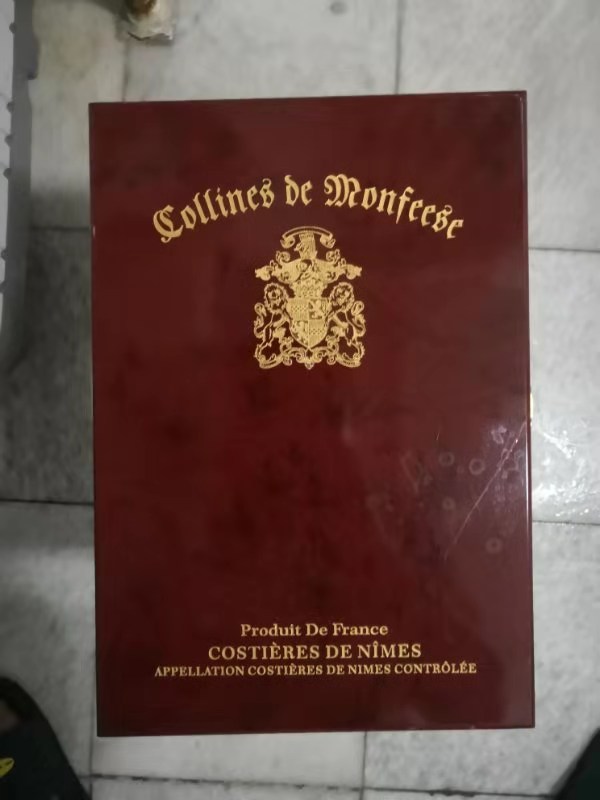 Collines de Monfeese
Produit De France
COSTIÈRES DE NÎMES
APPELLATION COSTIÈRES DE NIMES CONTRÔLÉE